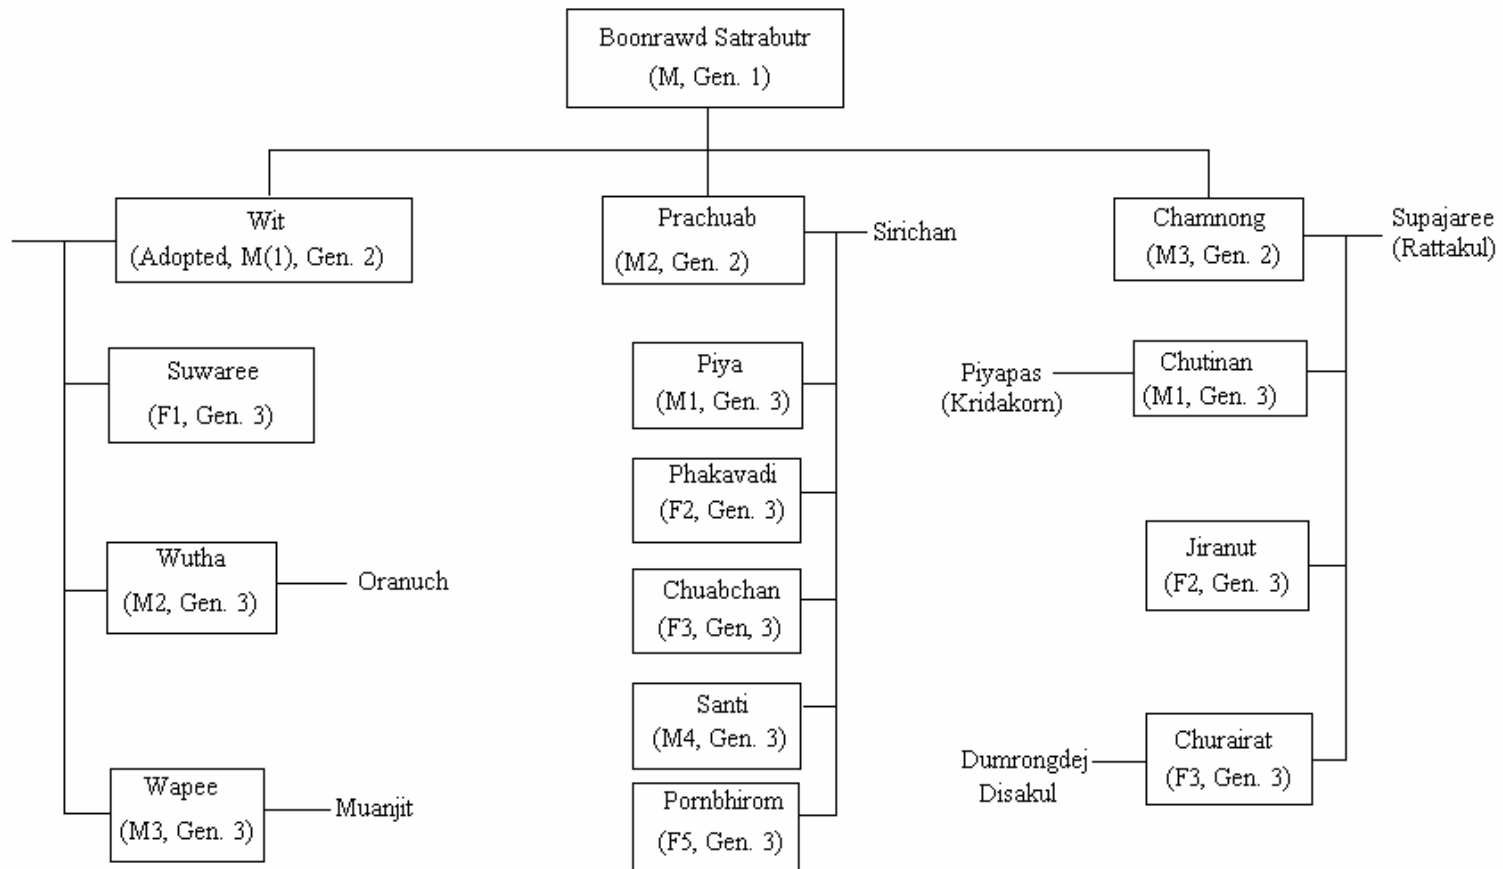 Boonrawd Satrabutr
(M, Gen. 1)
Wit
(Adopted, M(1), Gen. 2)
Prachuab
(M2, Gen. 2)
Sirichan
Chamnong
(M3, Gen. 2)
Supajaree
(Rattakul)
Suwaree
(F1, Gen. 3)
Wutha
(M2, Gen. 3)
Oranuch
Wapee
(M3, Gen. 3)
Muanjit
Piya
(M1, Gen. 3)
Phakavadi
(F2, Gen. 3)
Chuabchan
(F3, Gen, 3)
Santi
(M4, Gen. 3)
Pornbhirom
(F5, Gen. 3)
Piyapas
(Kridakorn)
Chutinan
(M1, Gen. 3)
Jiranut
(F2, Gen. 3)
Dumrongdej
Disakul
Churairat
(F3, Gen. 3)